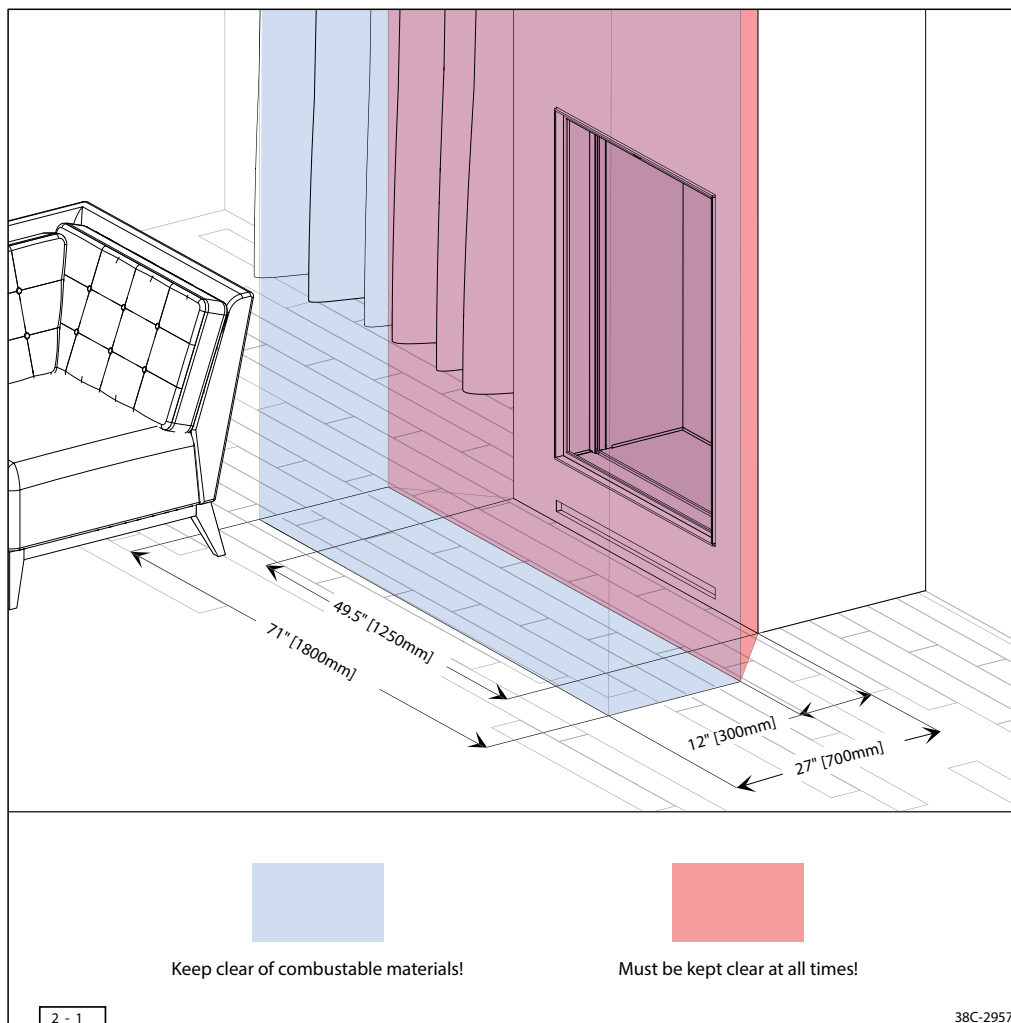 49.5" [1250mm]
71" [1800mm]
12" [300mm]
27" [700mm]
Keep clear of combustable materials!
Must be kept clear at all times!
2 - 1
38C-2957